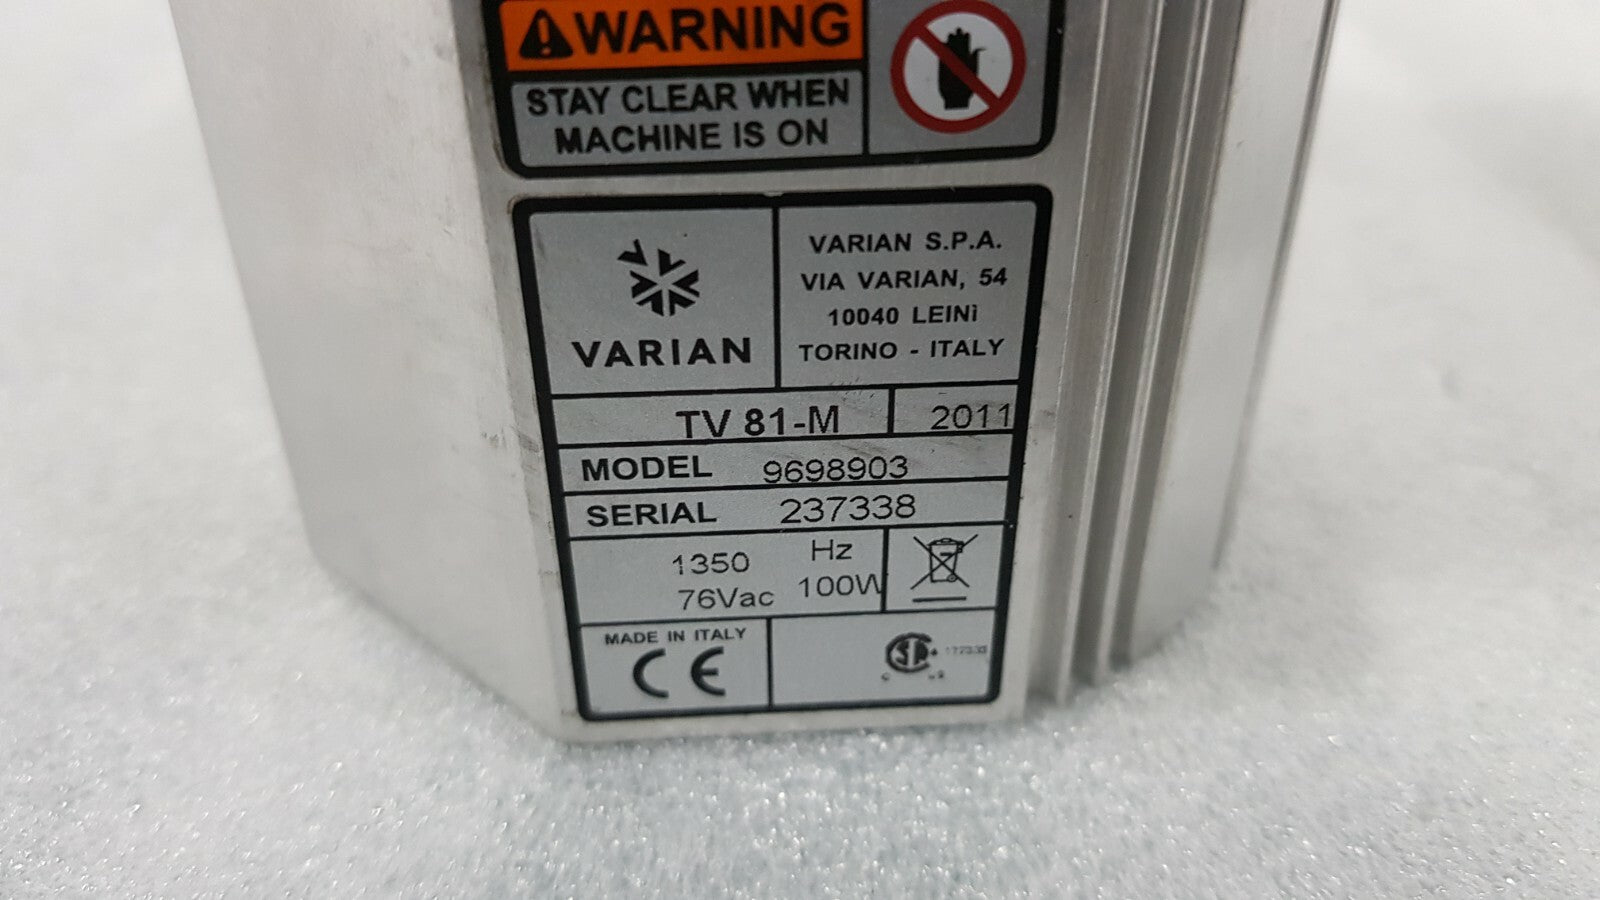 WARNING
STAY CLEAR WHEN
MACHINE IS ON
VARIAN
VARIAN S.P.A.
VIA VARIAN, 54
10040 LEINì
TORINO - ITALY
TV 81-M
2011
MODEL 9698903
SERIAL 237338
1350 Hz
76Vac 100W
MADE IN ITALY
CE